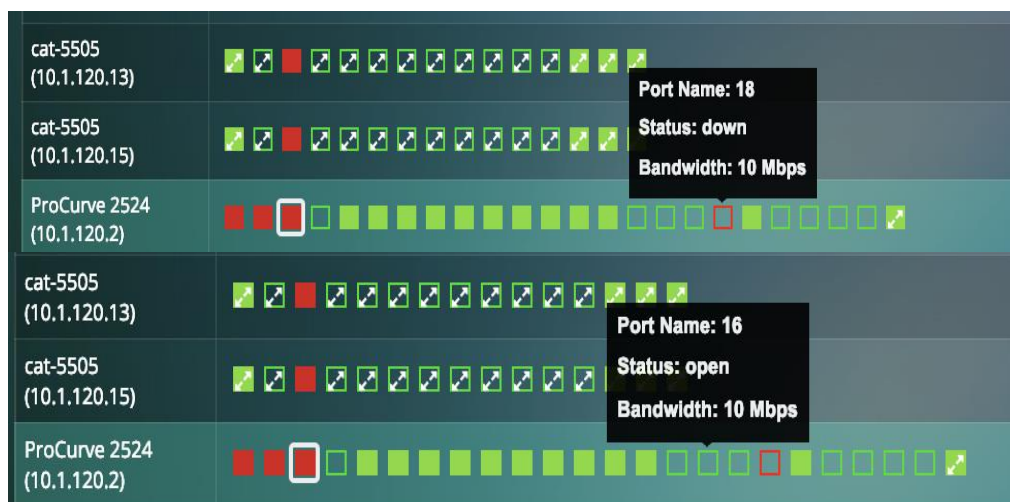 cat-5505
(10.1.120.13)
Port Name: 18
cat-5505
(10.1.120.15)
Status: down
Bandwidth: 10 Mbps
ProCurve 2524
(10.1.120.2)
cat-5505
(10.1.120.13)
Port Name: 16
cat-5505
(10.1.120.15)
Status: open
Bandwidth: 10 Mbps
ProCurve 2524
(10.1.120.2)